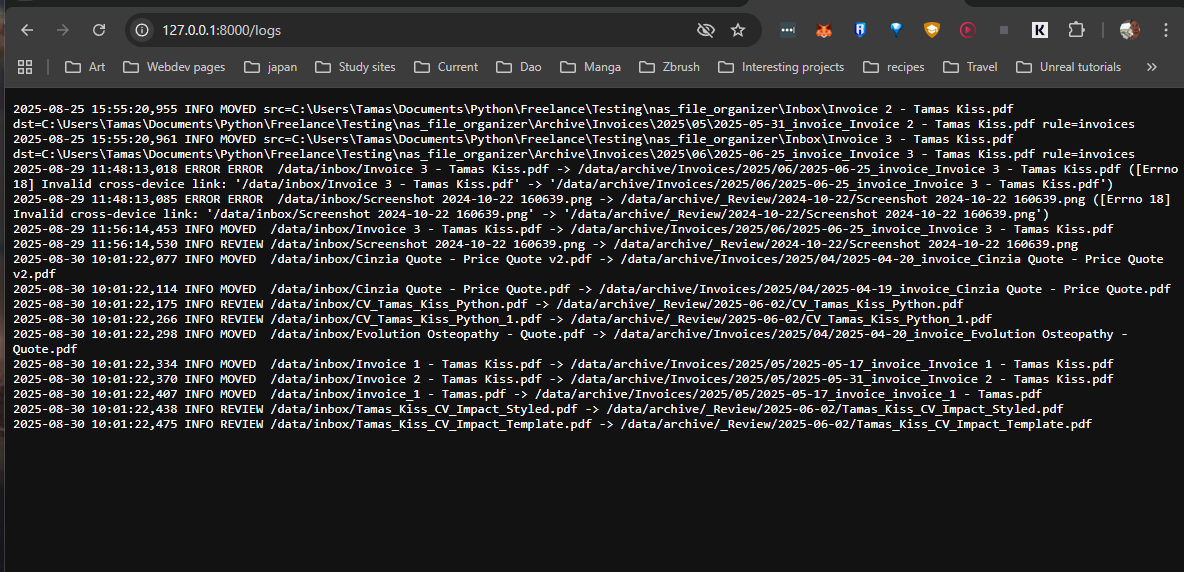 127.0.0.1:8000/logs
Art Webdev pages japan Study sites Current Dao Manga Zbrush Interesting projects recipes Travel Unreal tutorials »
2025-08-25 15:55:20,955 INFO MOVED src=C:\Users\Tamas\Documents\Python\Freelance\Testing\nas_file_organizer\Inbox\Invoice 2 - Tamas Kiss.pdf
dst=C:\Users\Tamas\Documents\Python\Freelance\Testing\nas_file_organizer\Archive\Invoices\2025\05\2025-05-31_invoice_Invoice 2 - Tamas Kiss.pdf rule=invoices
2025-08-25 15:55:20,961 INFO MOVED src=C:\Users\Tamas\Documents\Python\Freelance\Testing\nas_file_organizer\Inbox\Invoice 3 - Tamas Kiss.pdf
dst=C:\Users\Tamas\Documents\Python\Freelance\Testing\nas_file_organizer\Archive\Invoices\2025\06\2025-06-25_invoice_Invoice 3 - Tamas Kiss.pdf rule=invoices
2025-08-29 11:48:13,018 ERROR ERROR  /data/inbox/Invoice 3 - Tamas Kiss.pdf -> /data/archive/Invoices/2025/06/2025-06-25_invoice_Invoice 3 - Tamas Kiss.pdf ([Errno
18] Invalid cross-device link: '/data/inbox/Invoice 3 - Tamas Kiss.pdf' -> '/data/archive/Invoices/2025/06/2025-06-25_invoice_Invoice 3 - Tamas Kiss.pdf')
2025-08-29 11:48:13,085 ERROR ERROR  /data/inbox/Screenshot 2024-10-22 160639.png -> /data/archive/_Review/2024-10-22/Screenshot 2024-10-22 160639.png ([Errno 18]
Invalid cross-device link: '/data/inbox/Screenshot 2024-10-22 160639.png' -> '/data/archive/_Review/2024-10-22/Screenshot 2024-10-22 160639.png')
2025-08-29 11:56:14,453 INFO MOVED  /data/inbox/Invoice 3 - Tamas Kiss.pdf -> /data/archive/Invoices/2025/06/2025-06-25_invoice_Invoice 3 - Tamas Kiss.pdf
2025-08-29 11:56:14,530 INFO REVIEW /data/inbox/Screenshot 2024-10-22 160639.png -> /data/archive/_Review/2024-10-22/Screenshot 2024-10-22 160639.png
2025-08-30 10:01:22,077 INFO MOVED  /data/inbox/Cinzia Quote - Price Quote v2.pdf -> /data/archive/Invoices/2025/04/2025-04-20_invoice_Cinzia Quote - Price Quote
v2.pdf
2025-08-30 10:01:22,114 INFO MOVED  /data/inbox/Cinzia Quote - Price Quote.pdf -> /data/archive/Invoices/2025/04/2025-04-19_invoice_Cinzia Quote - Price Quote.pdf
2025-08-30 10:01:22,175 INFO REVIEW /data/inbox/CV_Tamas_Kiss_Python.pdf -> /data/archive/_Review/2025-06-02/CV_Tamas_Kiss_Python.pdf
2025-08-30 10:01:22,266 INFO REVIEW /data/inbox/CV_Tamas_Kiss_Python_1.pdf -> /data/archive/_Review/2025-06-02/CV_Tamas_Kiss_Python_1.pdf
2025-08-30 10:01:22,298 INFO MOVED  /data/inbox/Evolution Osteopathy - Quote.pdf -> /data/archive/Invoices/2025/04/2025-04-20_invoice_Evolution Osteopathy -
Quote.pdf
2025-08-30 10:01:22,334 INFO MOVED  /data/inbox/Invoice 1 - Tamas Kiss.pdf -> /data/archive/Invoices/2025/05/2025-05-17_invoice_Invoice 1 - Tamas Kiss.pdf
2025-08-30 10:01:22,370 INFO MOVED  /data/inbox/Invoice 2 - Tamas Kiss.pdf -> /data/archive/Invoices/2025/05/2025-05-31_invoice_Invoice 2 - Tamas Kiss.pdf
2025-08-30 10:01:22,407 INFO MOVED  /data/inbox/invoice_1 - Tamas.pdf -> /data/archive/Invoices/2025/05/2025-05-17_invoice_invoice_1 - Tamas.pdf
2025-08-30 10:01:22,438 INFO REVIEW /data/inbox/Tamas_Kiss_CV_Impact_Styled.pdf -> /data/archive/_Review/2025-06-02/Tamas_Kiss_CV_Impact_Styled.pdf
2025-08-30 10:01:22,475 INFO REVIEW /data/inbox/Tamas_Kiss_CV_Impact_Template.pdf -> /data/archive/_Review/2025-06-02/Tamas_Kiss_CV_Impact_Template.pdf